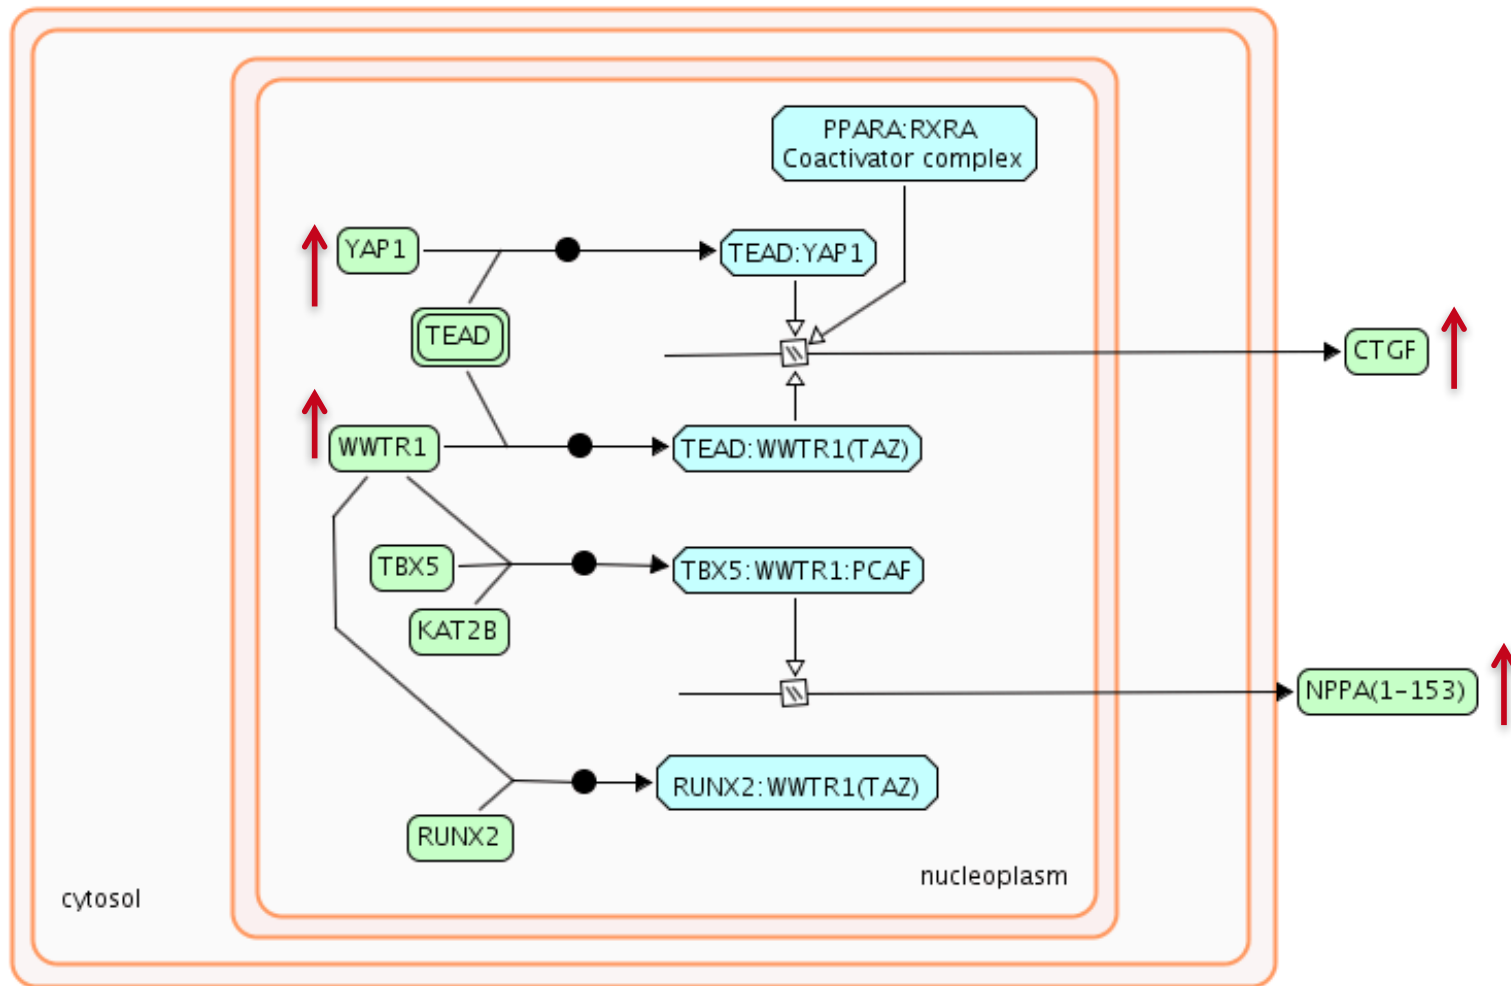 PPARA:RXRA
Coactivator complex
YAP1
TEAD:YAP1
TEAD
CTGF
WWTR1
TEAD:WWTR1(TAZ)
TBX5
TBX5:WWTR1:PCAF
KAT2B
NPPA(1-153)
RUNX2:WWTR1(TAZ)
RUNX2
nucleoplasm
cytosol